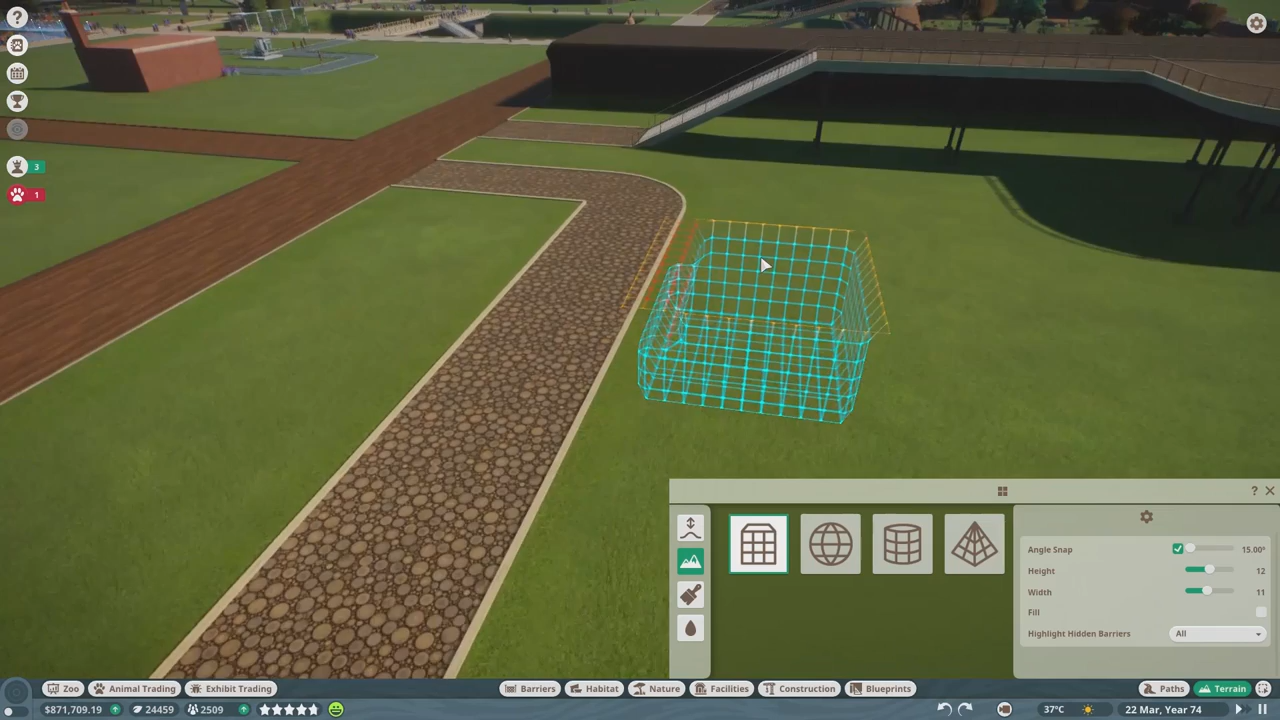 ?
3
1
? ×
Angle Snap 15.00°
Height 12
Width 11
Fill
Highlight Hidden Barriers All
Zoo Animal Trading Exhibit Trading Barriers Habitat Nature Facilities Construction Blueprints Paths Terrain
$871,709.19 24459 2509 37°C 22 Mar, Year 74